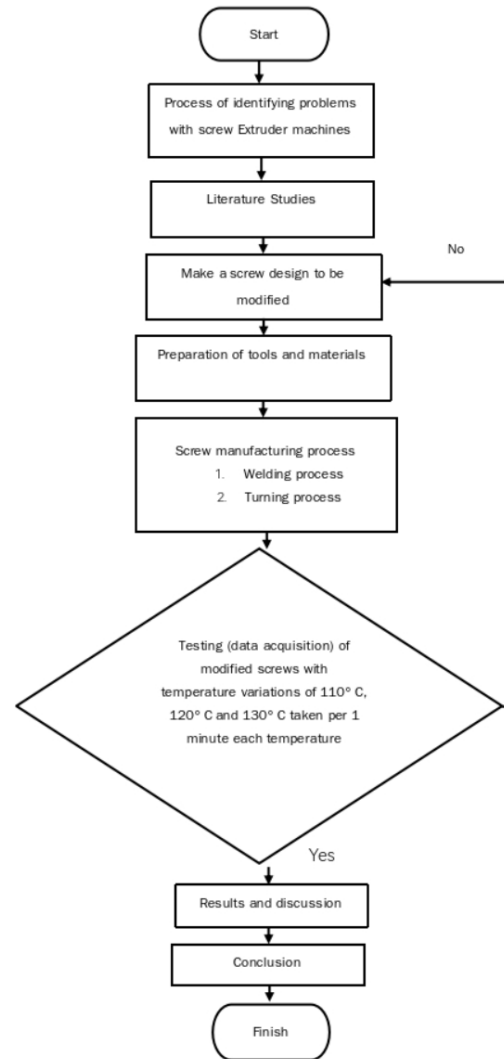 Start
Process of identifying problems
with screw Extruder machines
Literature Studies
No
Make a screw design to be
modified
Preparation of tools and materials
Screw manufacturing process
1. Welding process
2. Turning process
Testing (data acquisition) of
modified screws with
temperature variations of 110° C,
120° C and 130° C taken per 1
minute each temperature
Yes
Results and discussion
Conclusion
Finish